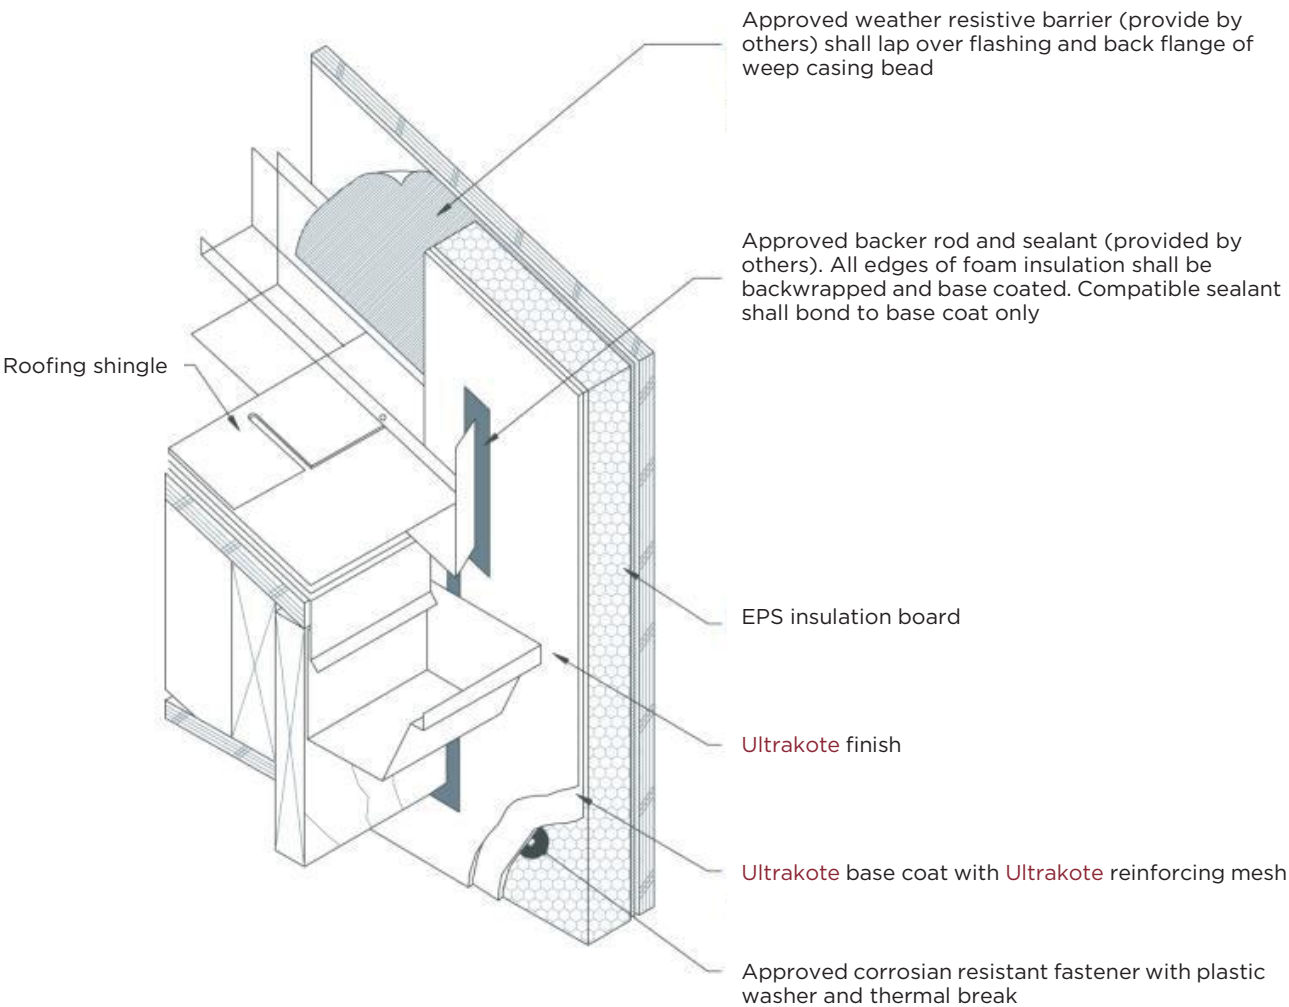 Approved weather resistive barrier (provide by
others) shall lap over flashing and back flange of
weep casing bead
Approved backer rod and sealant (provided by
others). All edges of foam insulation shall be
backwrapped and base coated. Compatible sealant
shall bond to base coat only
Roofing shingle
EPS insulation board
Ultrakote finish
Ultrakote base coat with Ultrakote reinforcing mesh
Approved corrosian resistant fastener with plastic
washer and thermal break